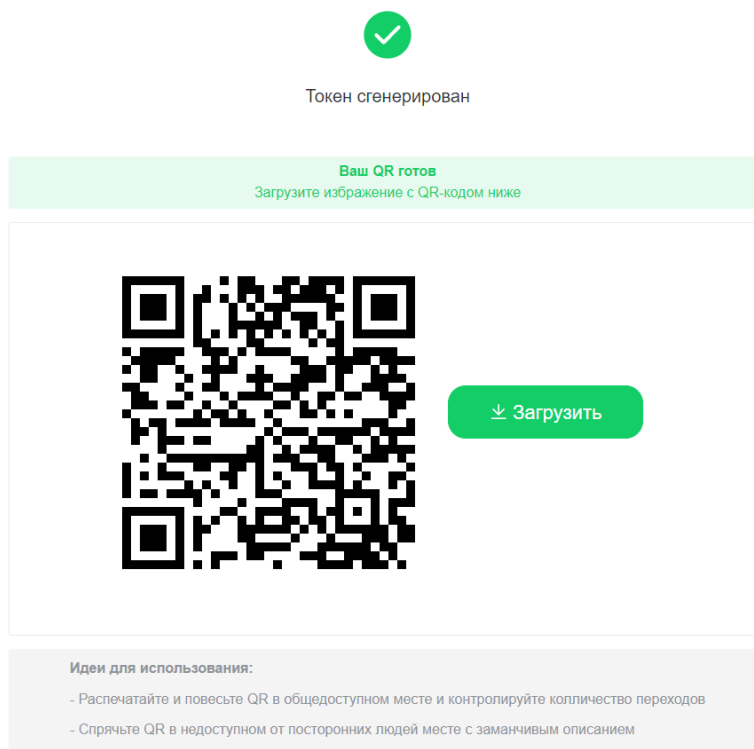 Токен сгенерирован
Ваш QR готов
Загрузите избражение с QR-кодом ниже
Загрузить
Идеи для использования:
- Распечатайте и повесьте QR в общедоступном месте и контролируйте колличество переходов
- Спрячьте QR в недоступном от посторонних людей месте с заманчивым описанием